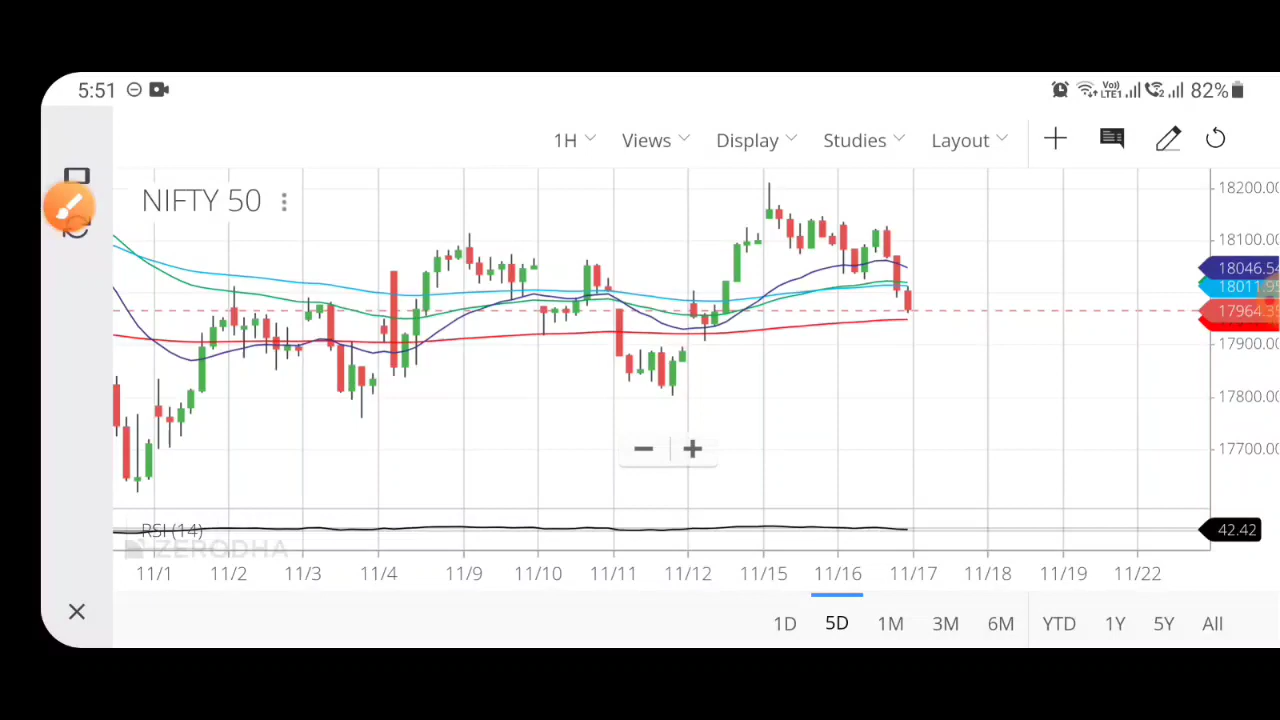 5:51 Vo)) LTE1 2 82%
1H Views Display Studies Layout
NIFTY 50
18200.00
18100.00
18046.54
18011.95
17964.35
17900.00
17800.00
17700.00
RSI (14)
42.42
ZERODHA
11/1 11/2 11/3 11/4 11/9 11/10 11/11 11/12 11/15 11/16 11/17 11/18 11/19 11/22
1D 5D 1M 3M 6M YTD 1Y 5Y All